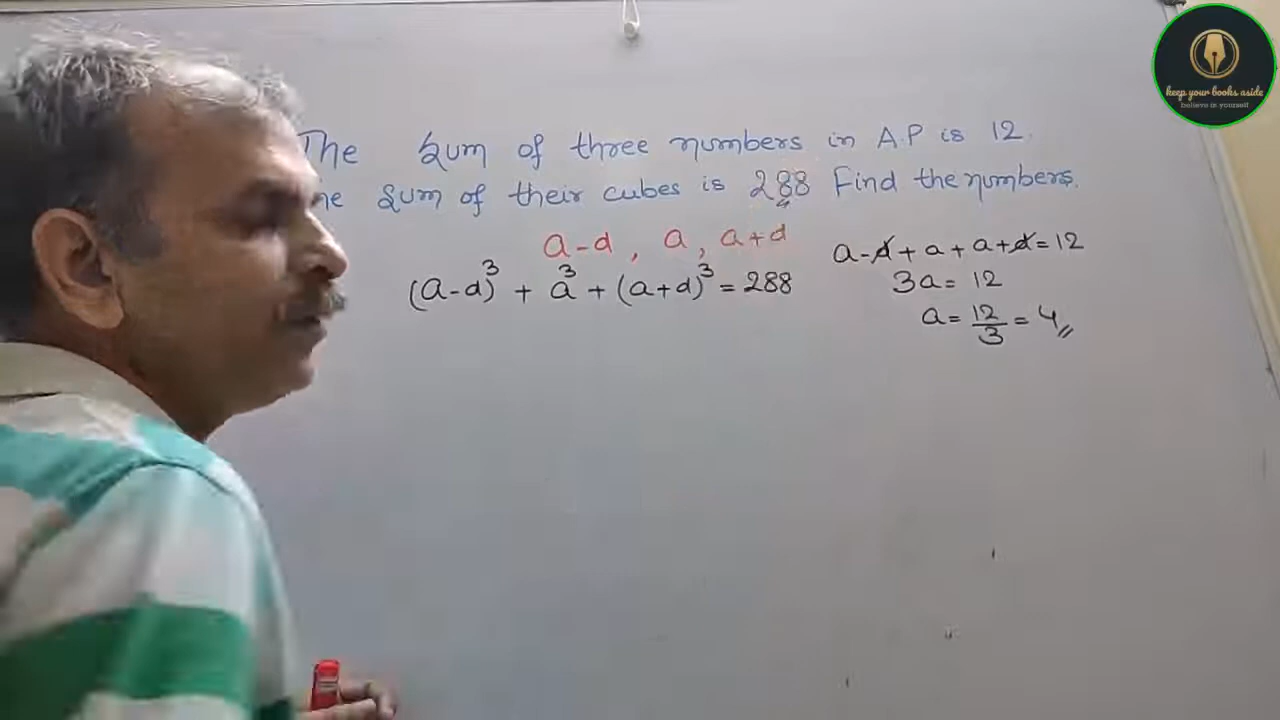 The Sum of three numbers in A.P is 12.
he Sum of their cubes is 288 Find the numbers.
a-d, a, a+d
(a-d)³ + a³ + (a+d)³ = 288
a-d+a+a+d=12
3a= 12
a= 12/3 = 4
keep your books aside
believe in yourself